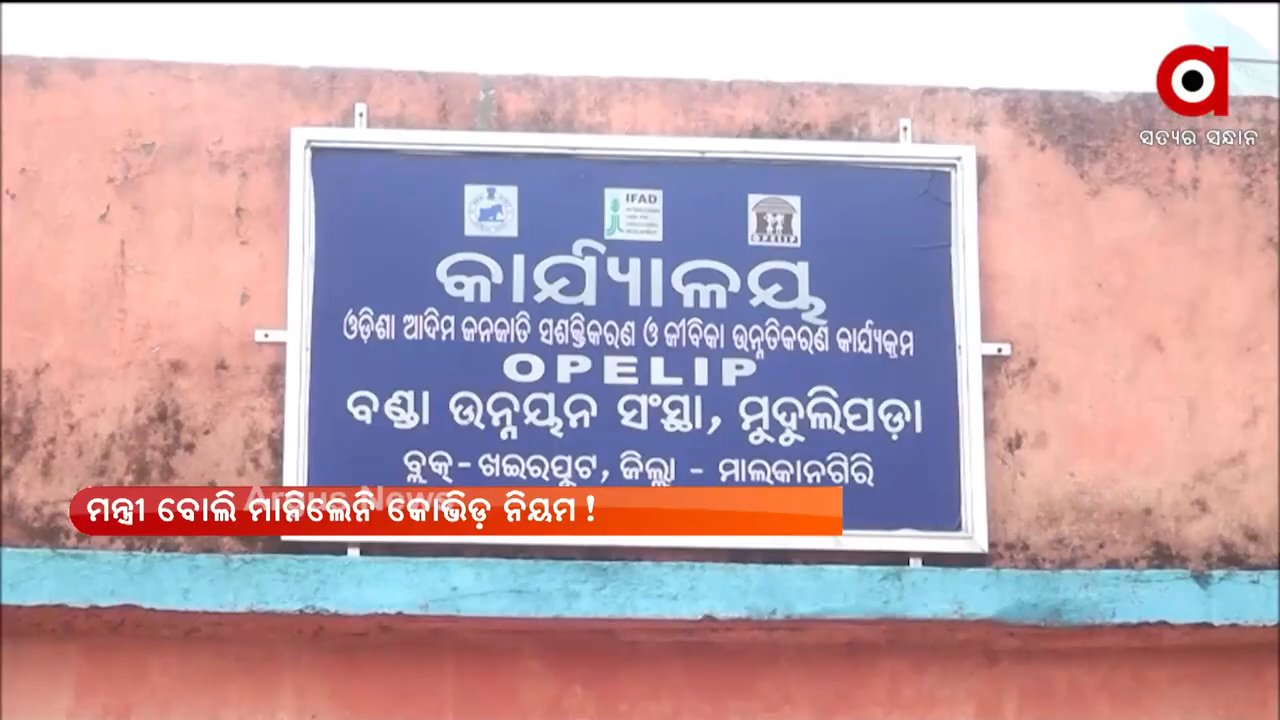 ସତ୍ୟର ସନ୍ଧାନ
IFAD
OPELIP
କାର୍ଯ୍ୟାଳୟ
ଓଡ଼ିଶା ଆଦିମ ଜନଜାତି ସଶକ୍ତିକରଣ ଓ ଜୀବିକା ଉନ୍ନତିକରଣ କାର୍ଯ୍ୟକ୍ରମ
OPELIP
ବଣ୍ଡା ଉନ୍ନୟନ ସଂସ୍ଥା, ମୁଦୁଲିପଡ଼ା
ବ୍ଲକ୍ - ଖଇରପୁଟ, ଜିଲ୍ଲା - ମାଲକାନଗିରି
Argus News
ମନ୍ତ୍ରୀ ବୋଲି ମାନିଲେନି କୋଭିଡ଼ ନିୟମ !